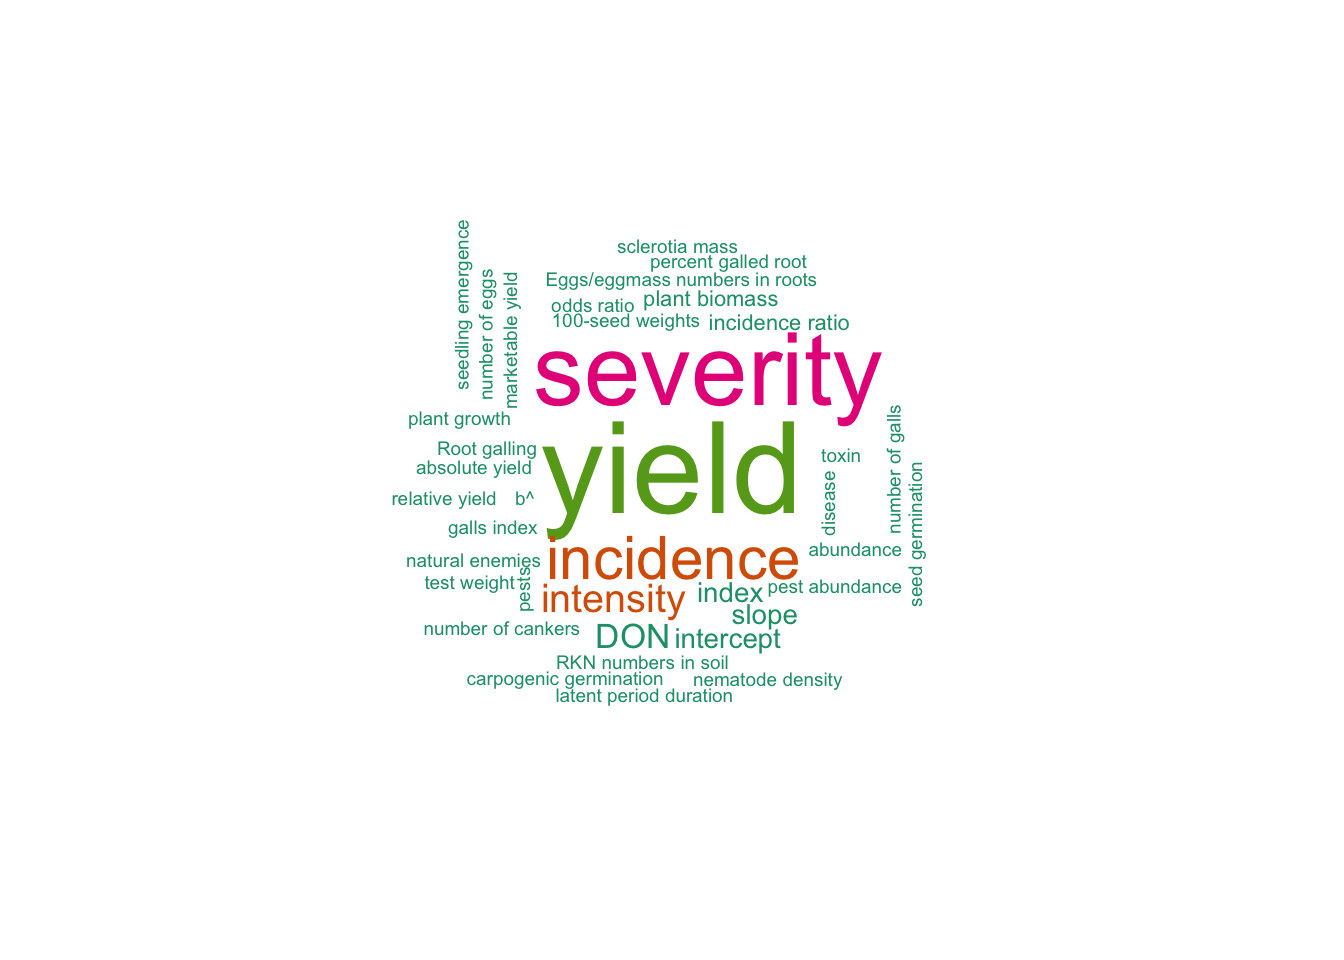 sclerotia mass
percent galled root
Eggs/eggmass numbers in roots
odds ratio
plant biomass
100-seed weights
incidence ratio
seedling emergence
number of eggs
marketable yield
severity
plant growth
yield
Root galling
absolute yield
relative yield
b^
galls index
toxin
disease
number of galls
seed germination
natural enemies
test weight
pests
incidence
abundance
intensity
index
pest abundance
slope
number of cankers
DON
intercept
RKN numbers in soil
carpogenic germination
nematode density
latent period duration